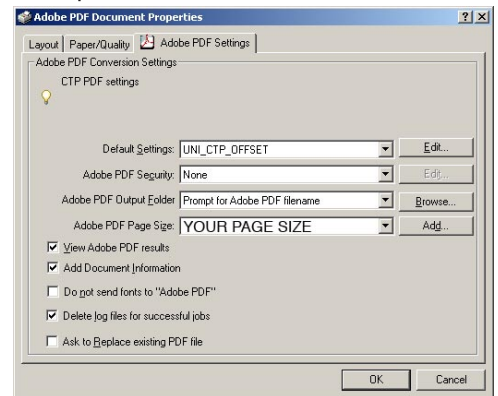 Adobe PDF Document Properties
Layout Paper/Quality Adobe PDF Settings
Adobe PDF Conversion Settings
CTP PDF settings
Default Settings: UNI_CTP_OFFSET Edit...
Adobe PDF Security: None Edit...
Adobe PDF Output Folder Prompt for Adobe PDF filename Browse...
Adobe PDF Page Size: YOUR PAGE SIZE Add...
View Adobe PDF results
Add Document Information
Do not send fonts to "Adobe PDF"
Delete log files for successful jobs
Ask to Replace existing PDF file
OK Cancel